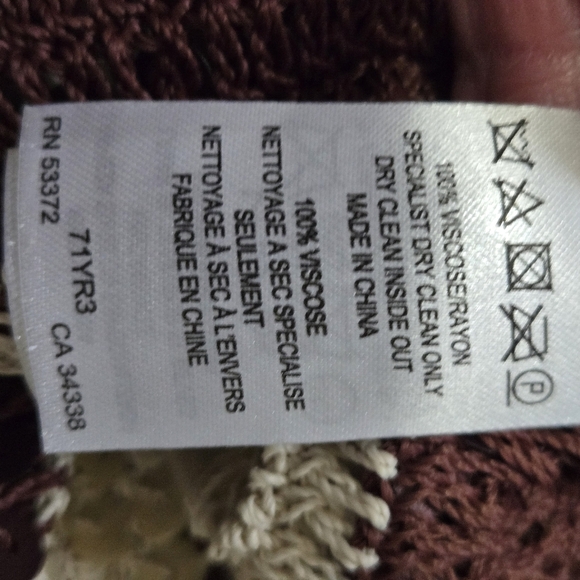 P
100% VISCOSE/RAYON
SPECIALIST DRY CLEAN ONLY
DRY CLEAN INSIDE OUT
MADE IN CHINA
100% VISCOSE
NETTOYAGE A SEC SPECIALISE
SEULEMENT
NETTOYAGE À SEC À L'ENVERS
FABRIQUE EN CHINE
71YR3
RN 53372 CA 34338